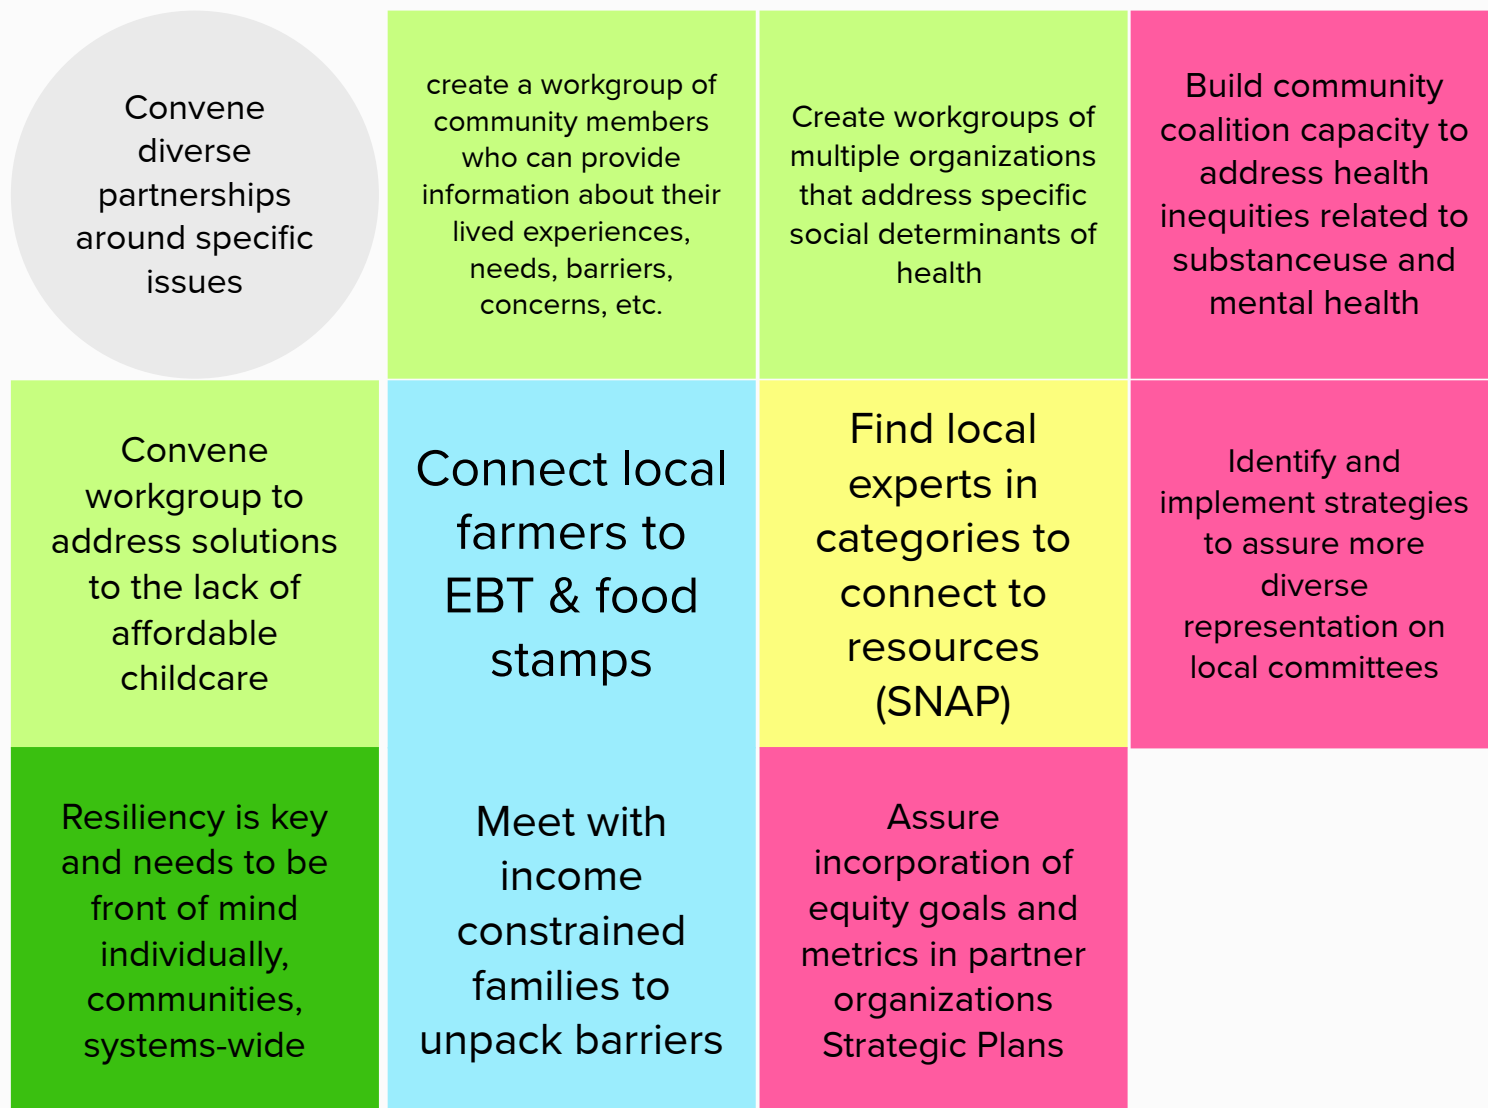 Convene
diverse
partnerships
around specific
issues
create a workgroup of
community members
who can provide
information about their
lived experiences,
needs, barriers,
concerns, etc.
Create workgroups of
multiple organizations
that address specific
social determinants of
health
Build community
coalition capacity to
address health
inequities related to
substanceuse and
mental health
Convene
workgroup to
address solutions
to the lack of
affordable
childcare
Connect local
farmers to
EBT & food
stamps
Find local
experts in
categories to
connect to
resources
(SNAP)
Identify and
implement strategies
to assure more
diverse
representation on
local committees
Resiliency is key
and needs to be
front of mind
individually,
communities,
systems-wide
Meet with
income
constrained
families to
unpack barriers
Assure
incorporation of
equity goals and
metrics in partner
organizations
Strategic Plans